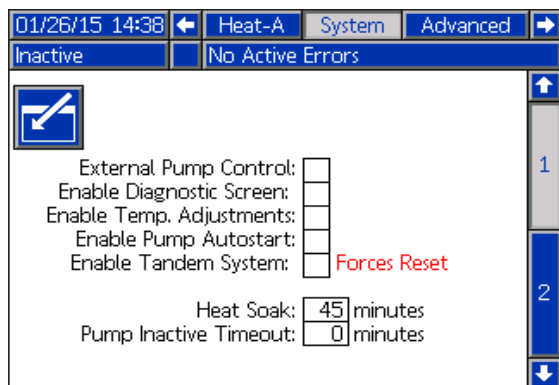 01/26/15 14:38 Heat-A System Advanced
Inactive No Active Errors
External Pump Control:
1
Enable Diagnostic Screen:
Enable Temp. Adjustments:
Enable Pump Autostart:
Enable Tandem System: Forces Reset
2
Heat Soak: 45 minutes
Pump Inactive Timeout: 0 minutes